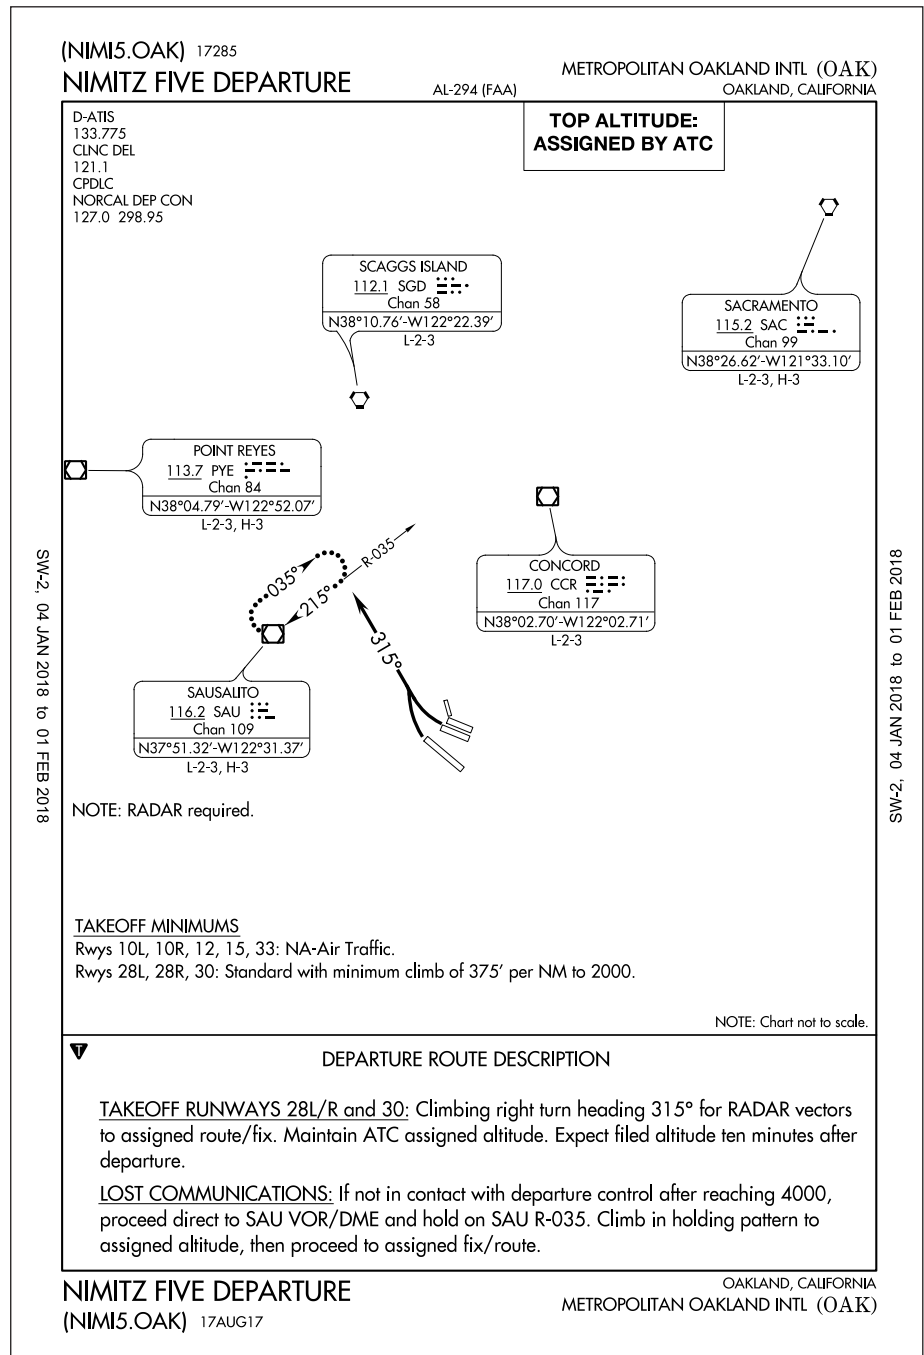 (NIMI5.OAK) 17285
NIMITZ FIVE DEPARTURE
AL-294 (FAA)
METROPOLITAN OAKLAND INTL (OAK)
OAKLAND, CALIFORNIA
D-ATIS
133.775
CLNC DEL
121.1
CPDLC
NORCAL DEP CON
127.0 298.95
TOP ALTITUDE:
ASSIGNED BY ATC
SCAGGS ISLAND
112.1 SGD
Chan 58
N38°10.76'-W122°22.39'
L-2-3
SACRAMENTO
115.2 SAC
Chan 99
N38°26.62'-W121°33.10'
L-2-3, H-3
POINT REYES
113.7 PYE
Chan 84
N38°04.79'-W122°52.07'
L-2-3, H-3
CONCORD
117.0 CCR
Chan 117
N38°02.70'-W122°02.71'
L-2-3
035°
215°
R-035
315°
SAUSALITO
116.2 SAU
Chan 109
N37°51.32'-W122°31.37'
L-2-3, H-3
SW-2, 04 JAN 2018 to 01 FEB 2018
SW-2, 04 JAN 2018 to 01 FEB 2018
NOTE: RADAR required.
TAKEOFF MINIMUMS
Rwys 10L, 10R, 12, 15, 33: NA-Air Traffic.
Rwys 28L, 28R, 30: Standard with minimum climb of 375' per NM to 2000.
NOTE: Chart not to scale.
T
DEPARTURE ROUTE DESCRIPTION
TAKEOFF RUNWAYS 28L/R and 30: Climbing right turn heading 315° for RADAR vectors
to assigned route/fix. Maintain ATC assigned altitude. Expect filed altitude ten minutes after
departure.
LOST COMMUNICATIONS: If not in contact with departure control after reaching 4000,
proceed direct to SAU VOR/DME and hold on SAU R-035. Climb in holding pattern to
assigned altitude, then proceed to assigned fix/route.
NIMITZ FIVE DEPARTURE
(NIMI5.OAK) 17AUG17
OAKLAND, CALIFORNIA
METROPOLITAN OAKLAND INTL (OAK)